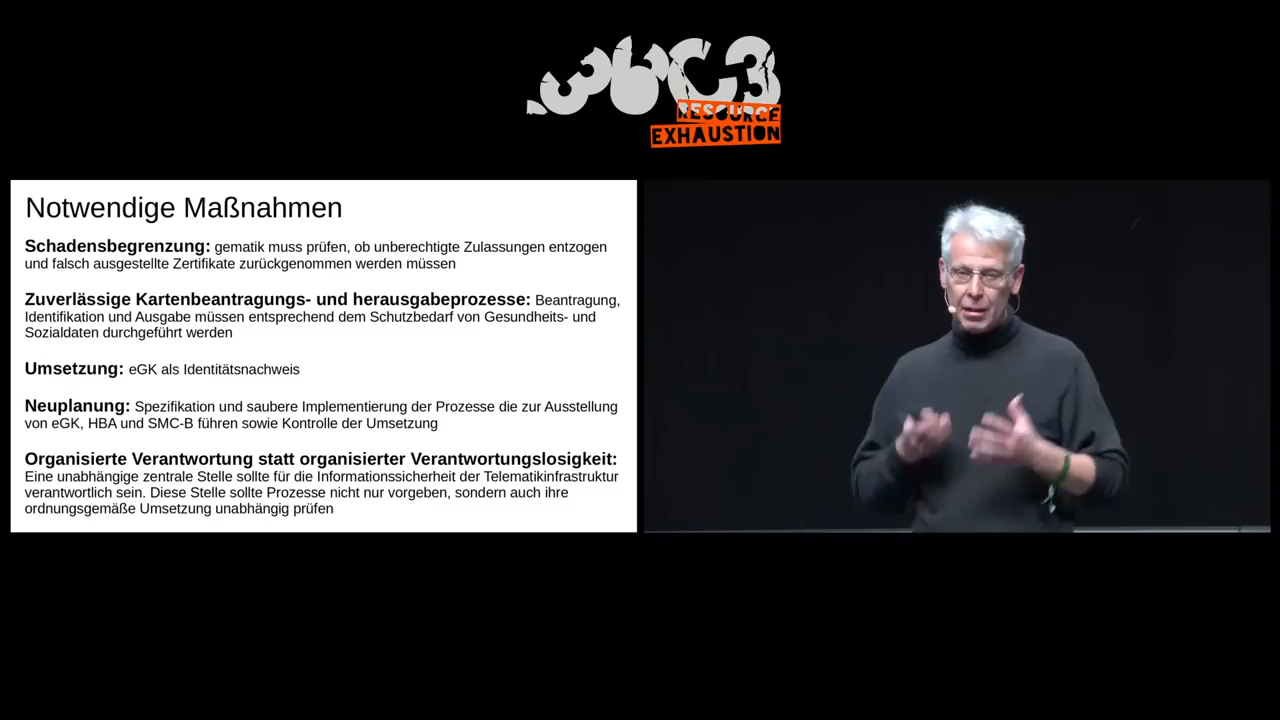 36C3
RESOURCE
EXHAUSTION
Notwendige Maßnahmen
Schadensbegrenzung: gematik muss prüfen, ob unberechtigte Zulassungen entzogen
und falsch ausgestellte Zertifikate zurückgenommen werden müssen
Zuverlässige Kartenbeantragungs- und herausgabeprozesse: Beantragung,
Identifikation und Ausgabe müssen entsprechend dem Schutzbedarf von Gesundheits- und
Sozialdaten durchgeführt werden
Umsetzung: eGK als Identitätsnachweis
Neuplanung: Spezifikation und saubere Implementierung der Prozesse die zur Ausstellung
von eGK, HBA und SMC-B führen sowie Kontrolle der Umsetzung
Organisierte Verantwortung statt organisierter Verantwortungslosigkeit:
Eine unabhängige zentrale Stelle sollte für die Informationssicherheit der Telematikinfrastruktur
verantwortlich sein. Diese Stelle sollte Prozesse nicht nur vorgeben, sondern auch ihre
ordnungsgemäße Umsetzung unabhängig prüfen